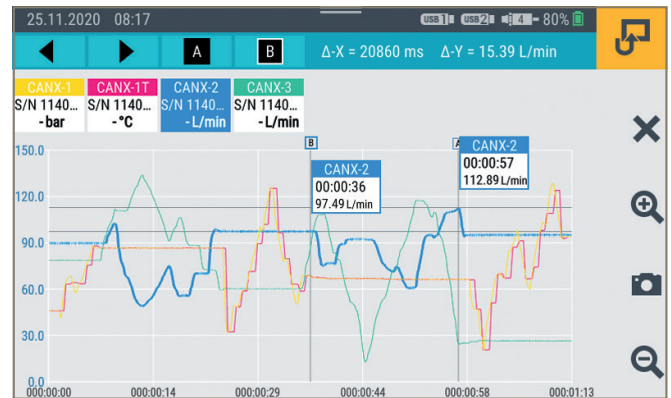 25.11.2020 08:17 USB 1 USB 2 4 80%
A B Δ-X = 20860 ms Δ-Y = 15.39 L/min
CANX-1 CANX-1T CANX-2 CANX-3
S/N 1140... S/N 1140... S/N 1140... S/N 1140...
- bar - °C - L/min - L/min
150.0
120.0
90.0
60.0
30.0
0.0
B
CANX-2
00:00:36
97.49 L/min
A
CANX-2
00:00:57
112.89 L/min
000:00:00 000:00:14 000:00:29 000:00:44 000:00:58 000:01:13